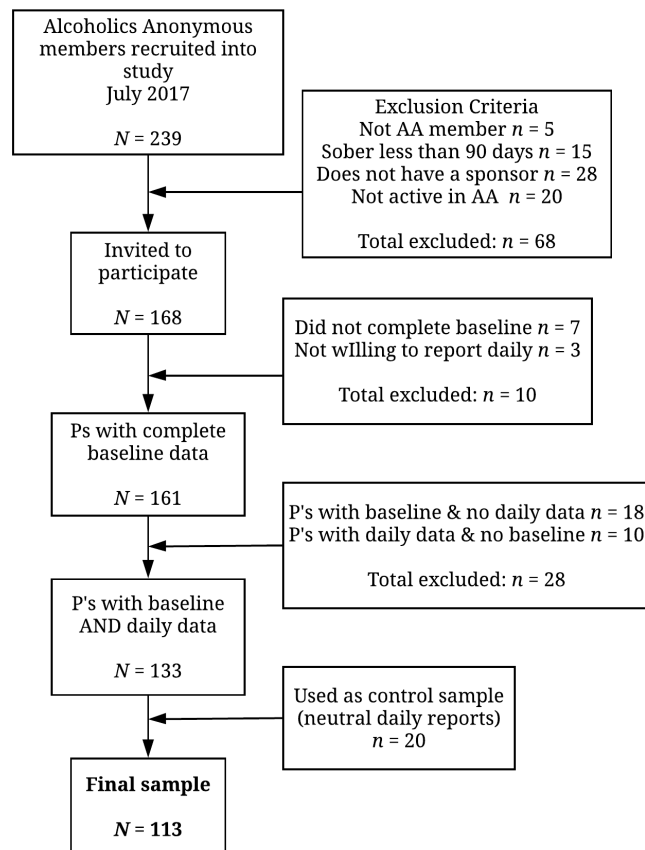 Alcoholics Anonymous
members recruited into
study
July 2017
N = 239
Exclusion Criteria
Not AA member n = 5
Sober less than 90 days n = 15
Does not have a sponsor n = 28
Not active in AA n = 20
Total excluded: n = 68
Invited to
participate
N = 168
Did not complete baseline n = 7
Not wIlling to report daily n = 3
Total excluded: n = 10
Ps with complete
baseline data
N = 161
P's with baseline & no daily data n = 18
P's with daily data & no baseline n = 10
Total excluded: n = 28
P's with baseline
AND daily data
N = 133
Used as control sample
(neutral daily reports)
n = 20
Final sample
N = 113